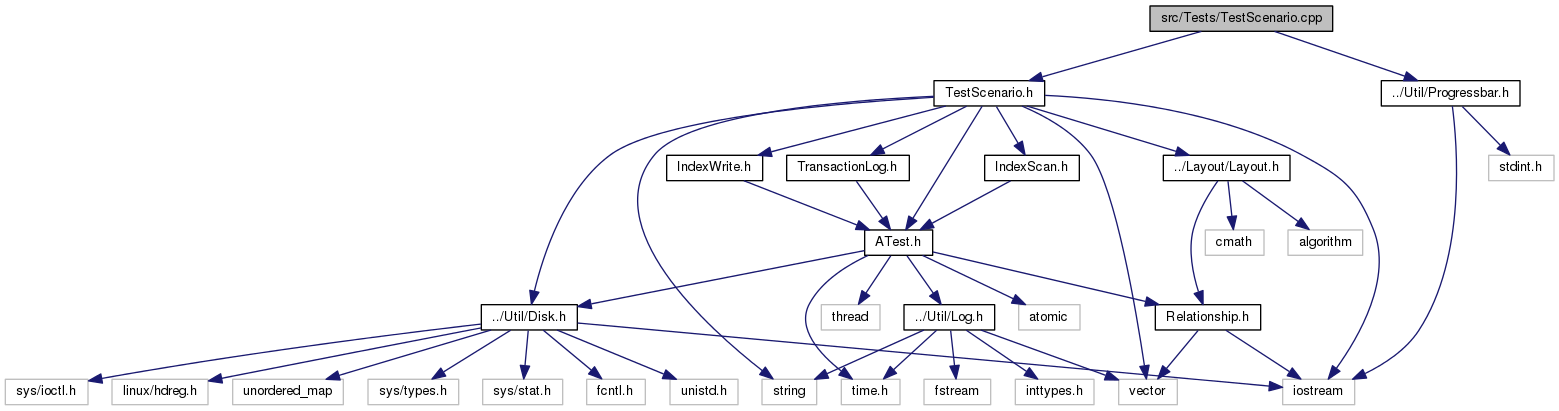 src/Tests/TestScenario.cpp
TestScenario.h
../Util/Progressbar.h
IndexWrite.h
TransactionLog.h
IndexScan.h
../Layout/Layout.h
stdint.h
ATest.h
cmath
algorithm
../Util/Disk.h
thread
../Util/Log.h
atomic
Relationship.h
sys/ioctl.h
linux/hdreg.h
unordered_map
sys/types.h
sys/stat.h
fcntl.h
unistd.h
string
time.h
fstream
inttypes.h
vector
iostream